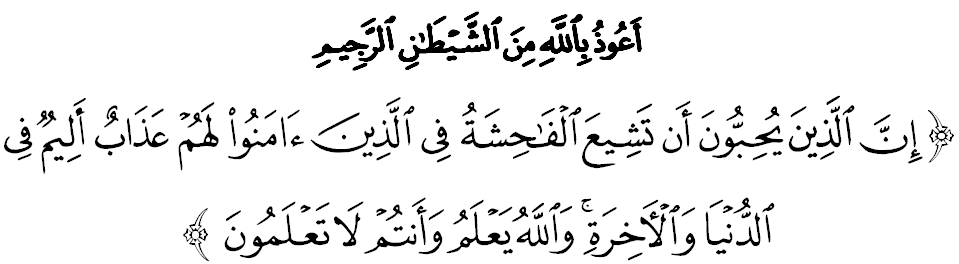 أَعُوذُ بِٱللَّهِ مِنَ ٱلشَّيْطَٰنِ ٱلرَّجِيمِ
﴿ إِنَّ ٱلَّذِينَ يُحِبُّونَ أَن تَشِيعَ ٱلْفَٰحِشَةُ فِى ٱلَّذِينَ ءَامَنُوا۟ لَهُمْ عَذَابٌ أَلِيمٌ فِى
ٱلدُّنْيَا وَٱلْـَٔاخِرَةِ ۚ وَٱللَّهُ يَعْلَمُ وَأَنتُمْ لَا تَعْلَمُونَ ﴾